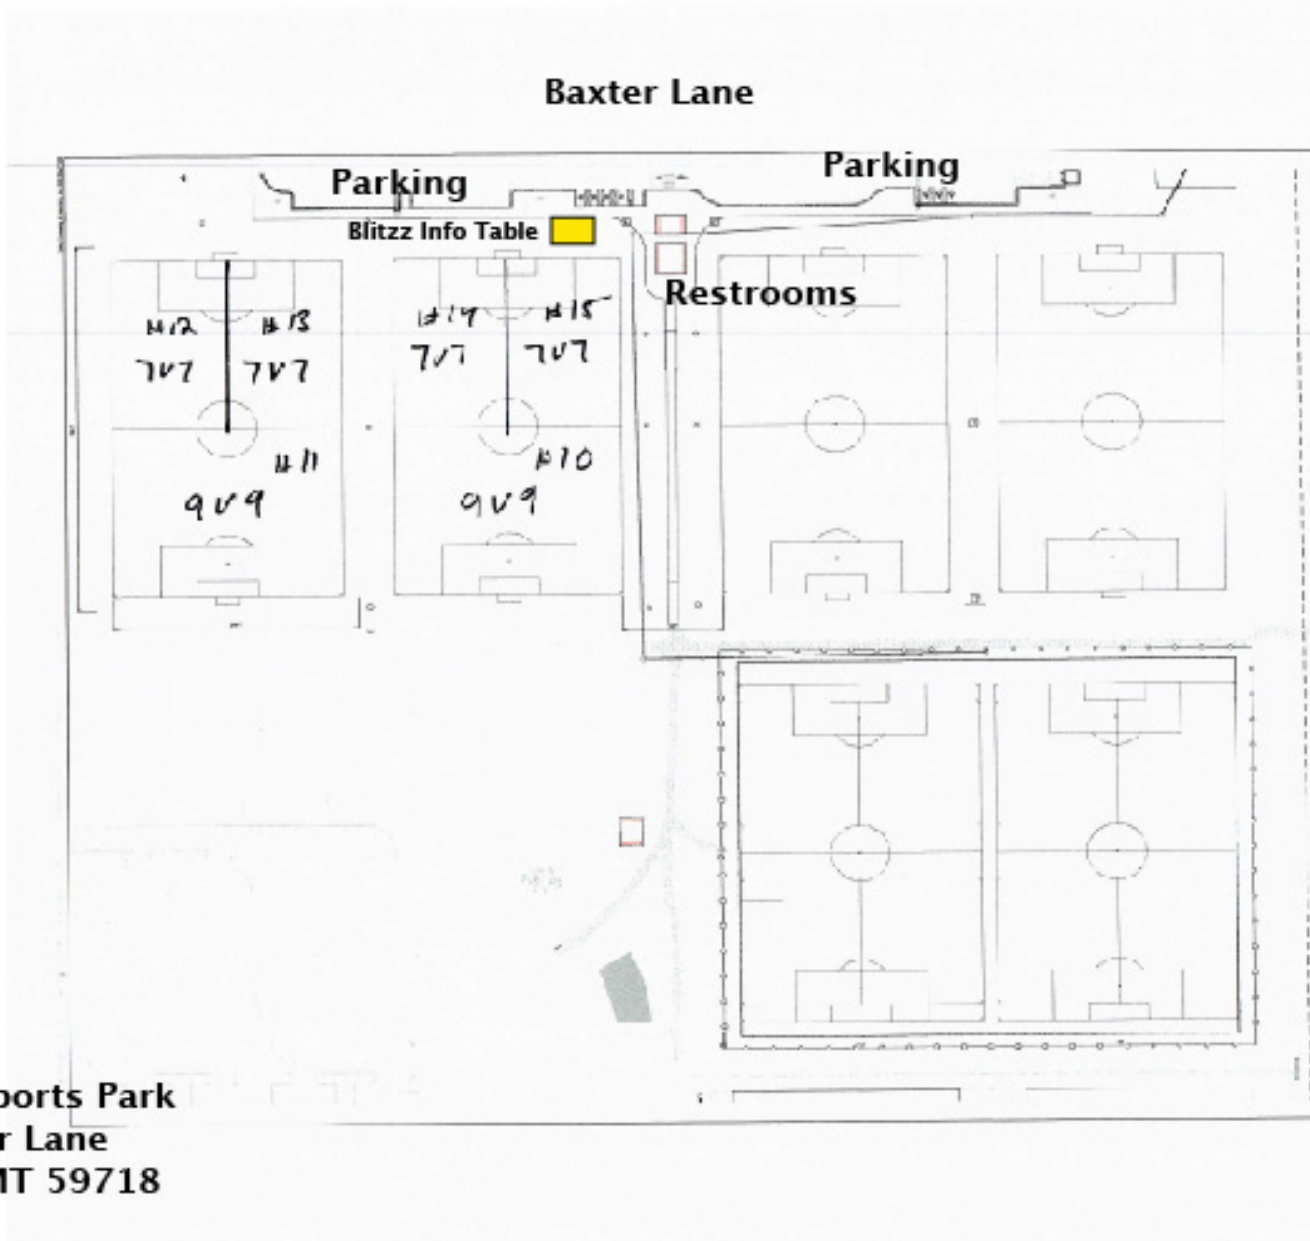 Baxter Lane
Parking
Parking
Blitzz Info Table
Restrooms
#12 #13
7v7 7v7
#14 #15
7v7 7v7
#11
9v9
#10
9v9
ports Park
r Lane
MT 59718